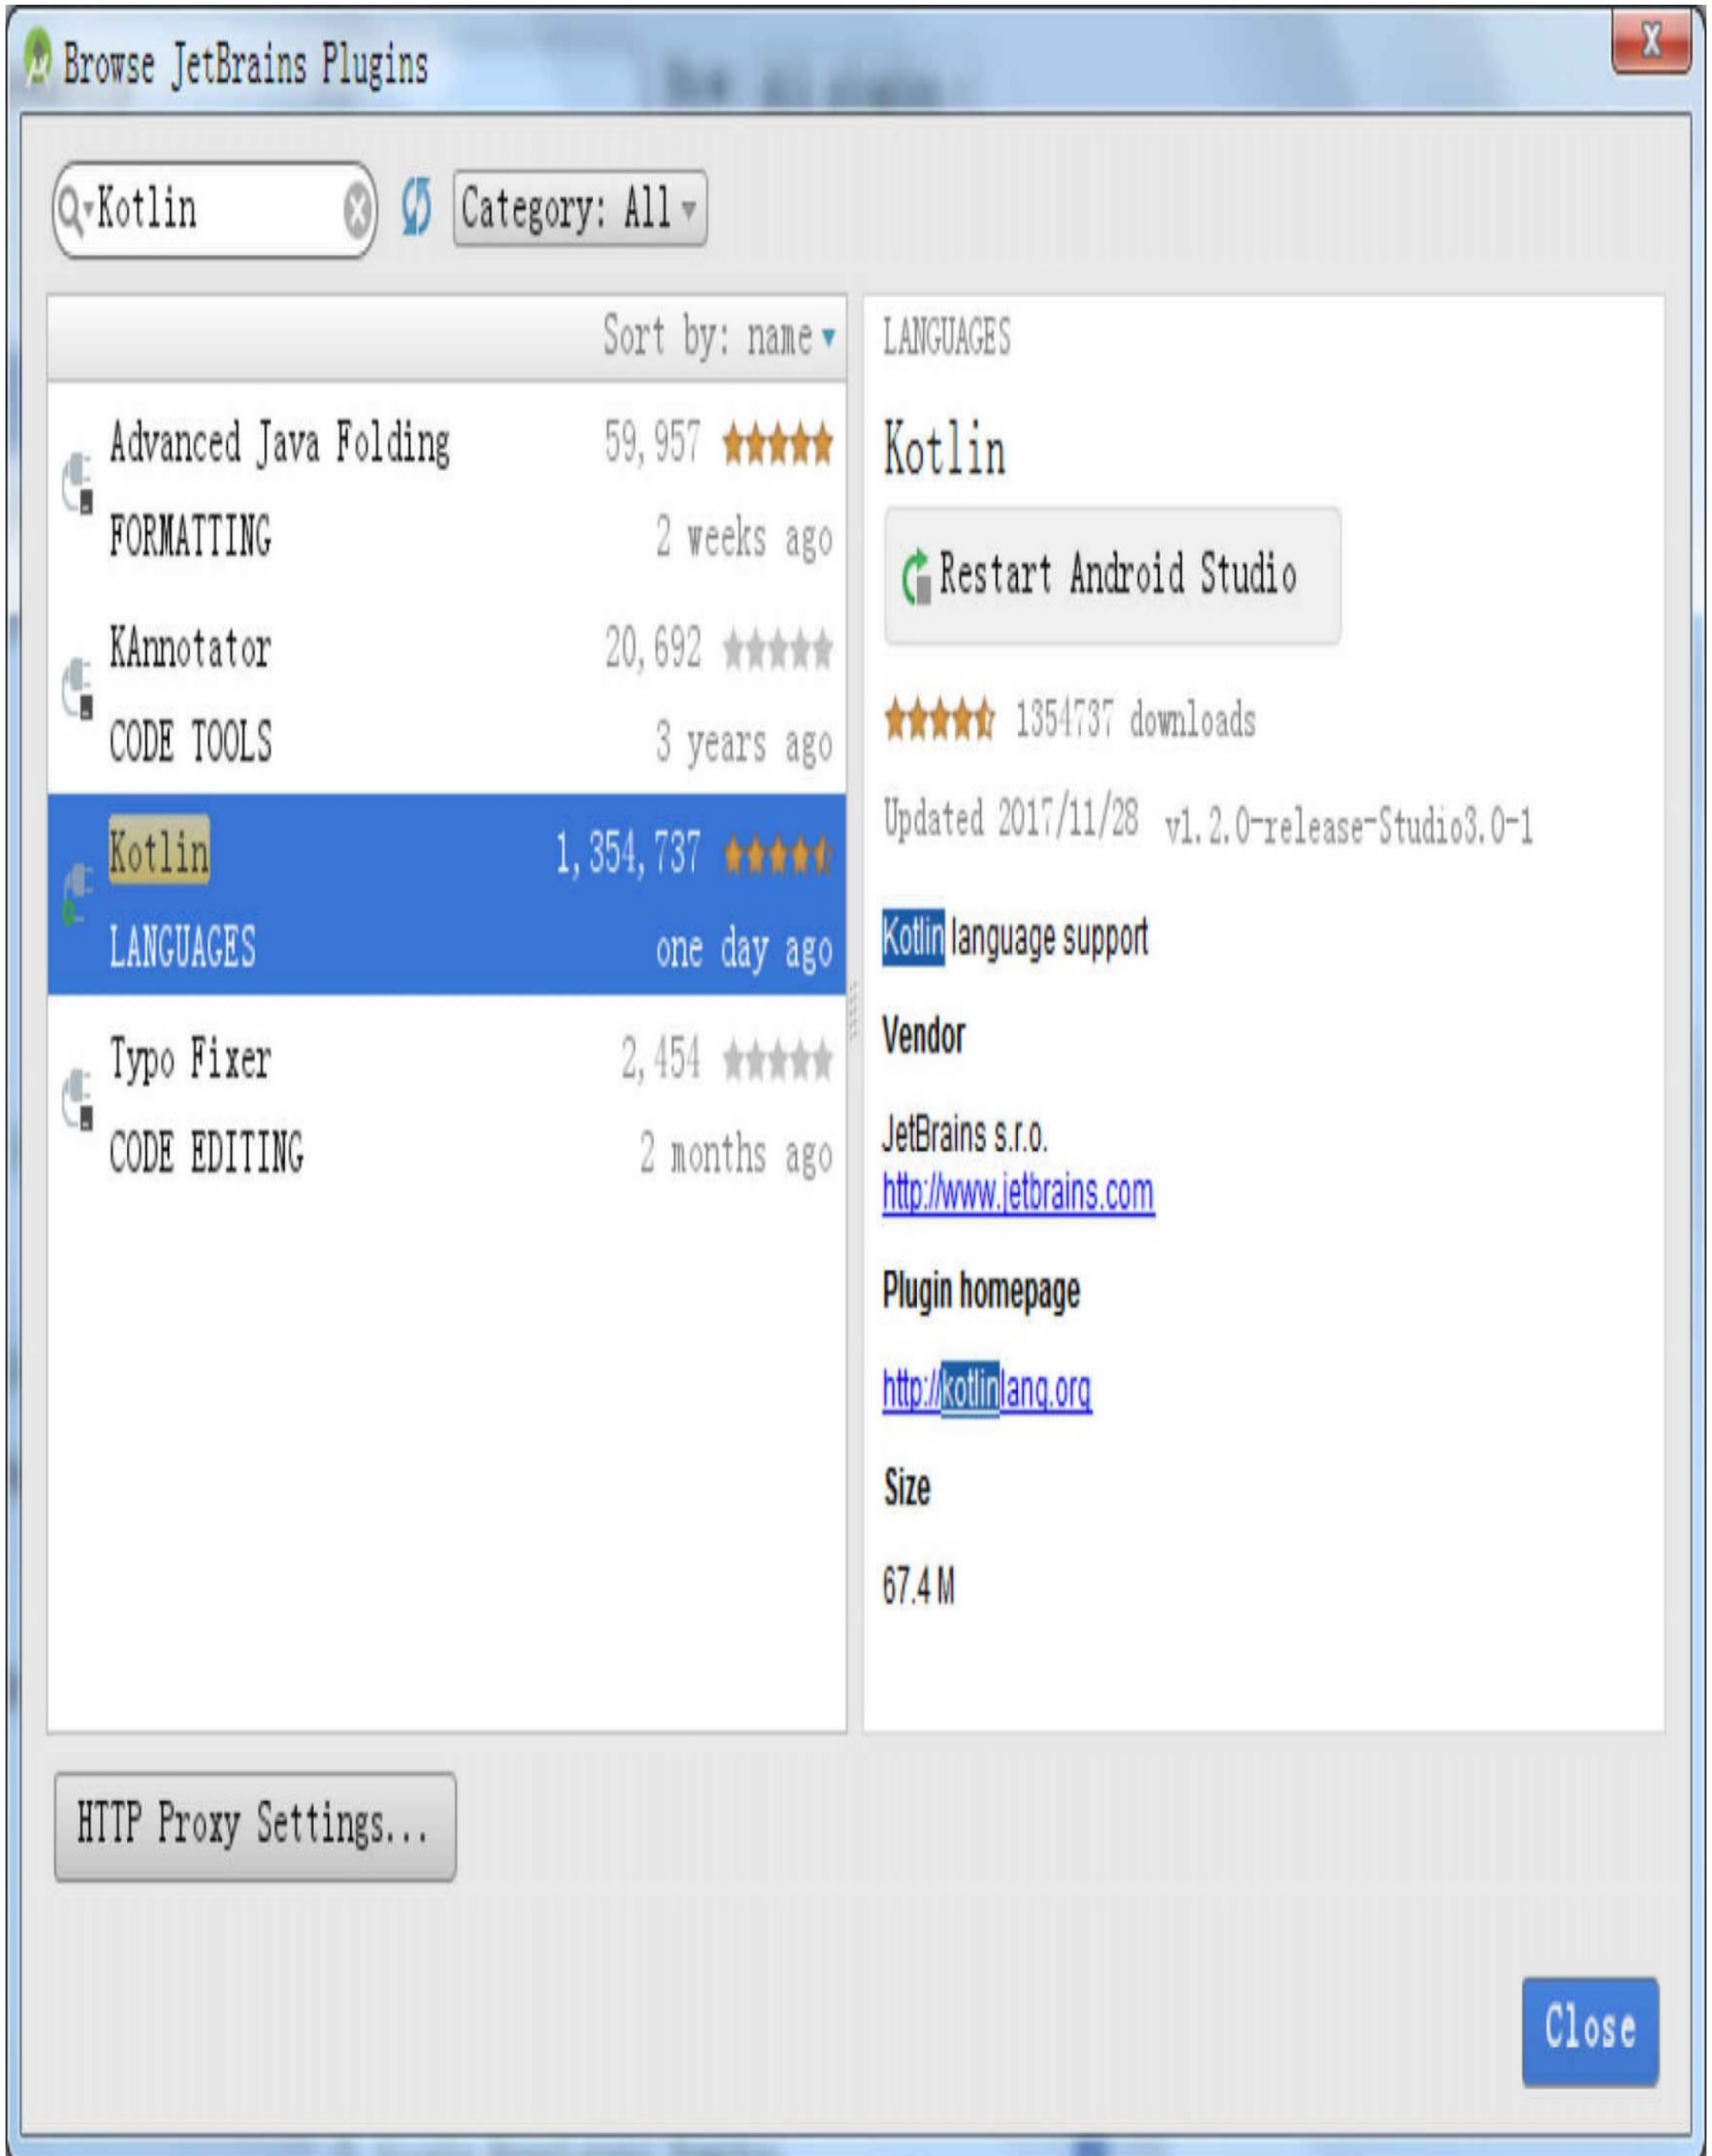 Browse JetBrains Plugins
X
Kotlin
Category: All
Sort by: name
Advanced Java Folding 59,957
FORMATTING 2 weeks ago
KAnnotator 20,692
CODE TOOLS 3 years ago
Kotlin 1,354,737
LANGUAGES one day ago
Typo Fixer 2,454
CODE EDITING 2 months ago
LANGUAGES
Kotlin
Restart Android Studio
1354737 downloads
Updated 2017/11/28 v1.2.0-release-Studio3.0-1
Kotlin language support
Vendor
JetBrains s.r.o.
http://www.jetbrains.com
Plugin homepage
http://kotlinlang.org
Size
67.4 M
HTTP Proxy Settings...
Close